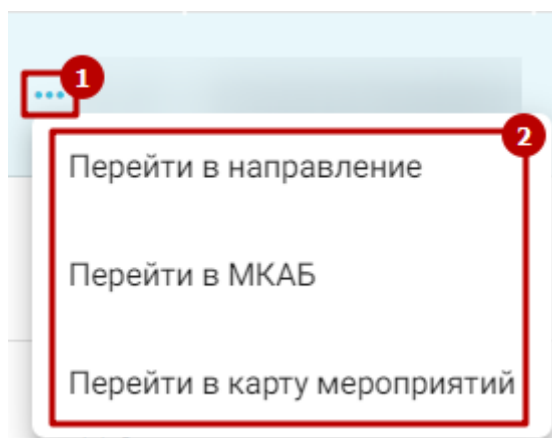 1
2
Перейти в направление
Перейти в МКАБ
Перейти в карту мероприятий